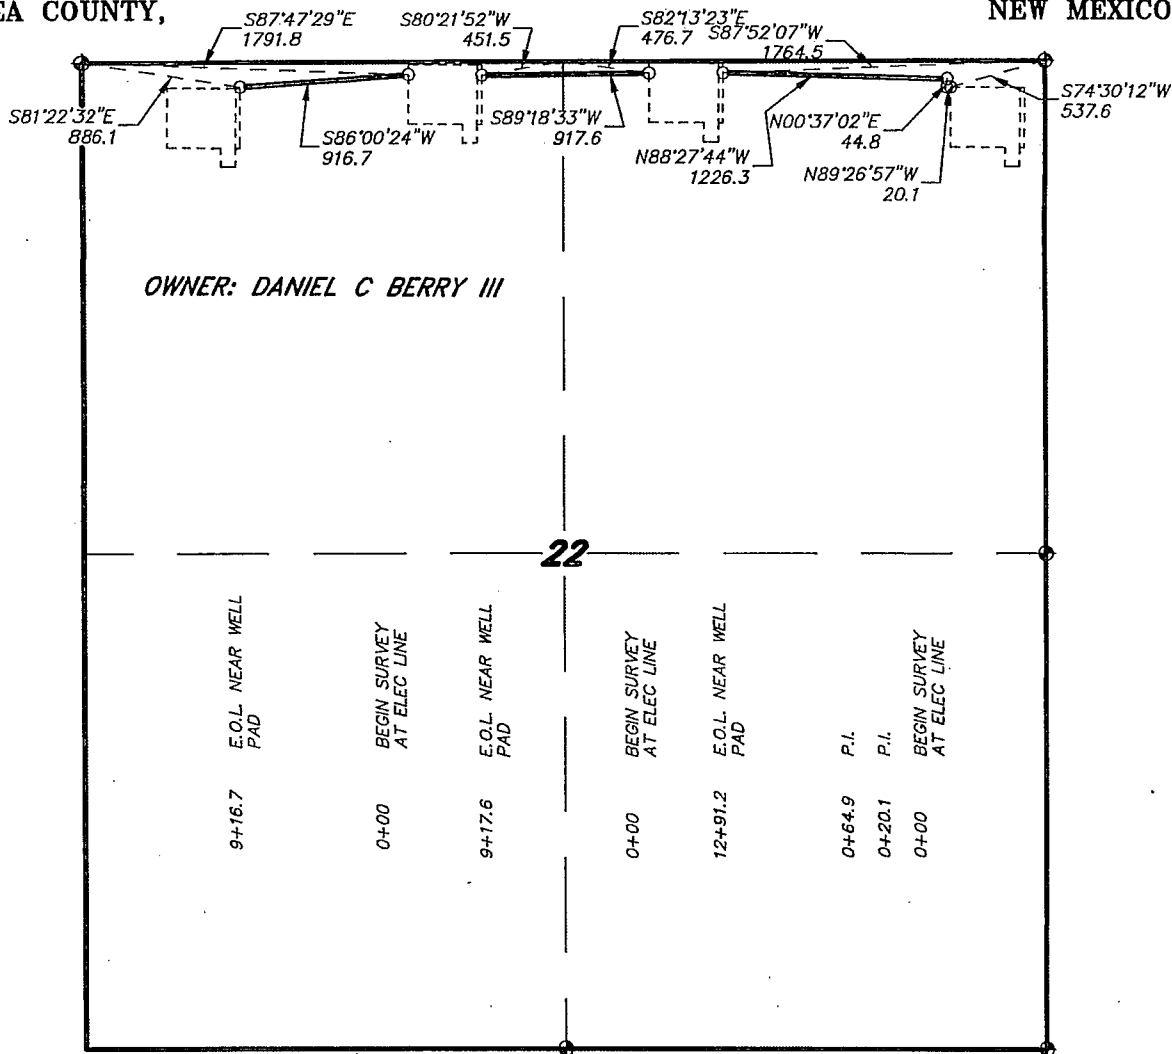 EA COUNTY,
NEW MEXICO
S87°47'29"E
1791.8
S80°21'52"W
451.5
S82°13'23"E
476.7
S87°52'07"W
1764.5
S81°22'32"E
886.1
S86°00'24"W
916.7
S89°18'33"W
917.6
N88°27'44"W
1226.3
N00°37'02"E
44.8
N89°26'57"W
20.1
S74°30'12"W
537.6
OWNER: DANIEL C BERRY III
22
9+16.7 E.O.L. NEAR WELL
PAD
0+00 BEGIN SURVEY
AT ELEC LINE
9+17.6 E.O.L. NEAR WELL
PAD
0+00 BEGIN SURVEY
AT ELEC LINE
12+91.2 E.O.L. NEAR WELL
PAD
0+64.9 P.I.
0+20.1 P.I.
0+00 BEGIN SURVEY
AT ELEC LINE